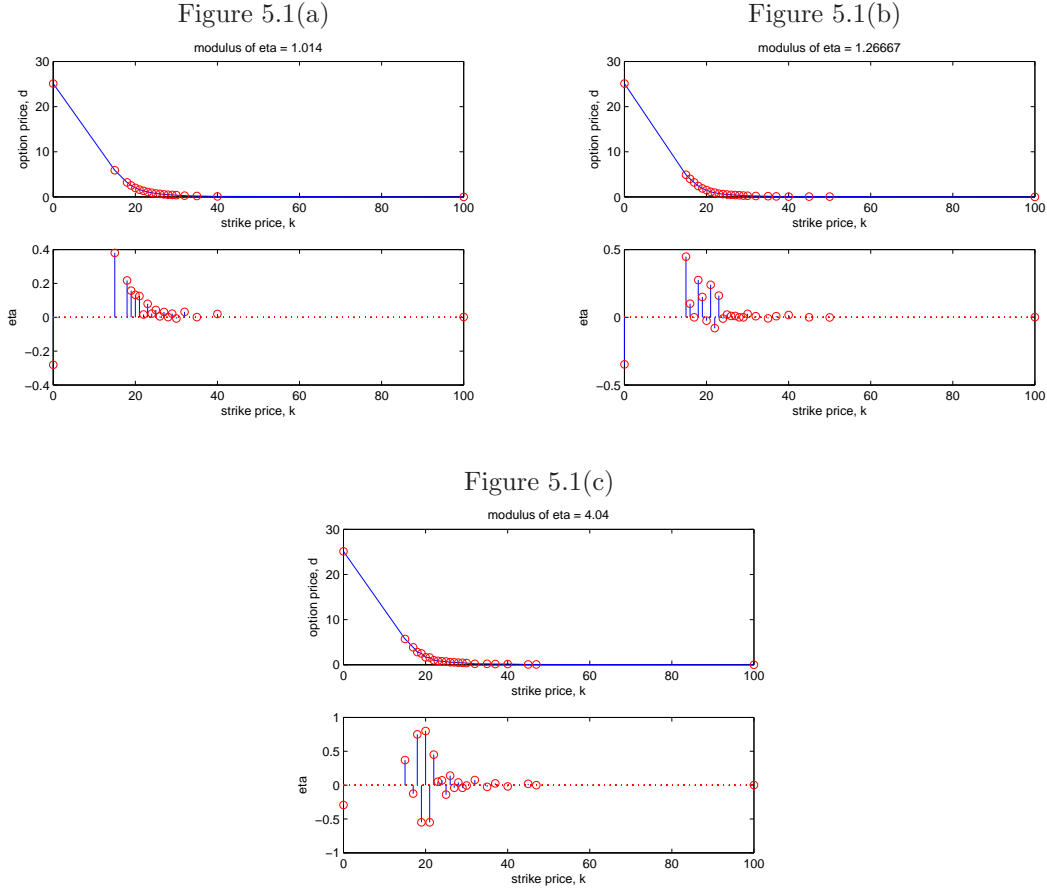 Figure 5.1(a)
modulus of eta = 1.014
30
20
10
0
option price, d
0 20 40 60 80 100
strike price, k
0.4
0.2
0
−0.2
−0.4
eta
0 20 40 60 80 100
strike price, k
Figure 5.1(b)
modulus of eta = 1.26667
30
20
10
0
option price, d
0 20 40 60 80 100
strike price, k
0.5
0
−0.5
eta
0 20 40 60 80 100
strike price, k
Figure 5.1(c)
modulus of eta = 4.04
30
20
10
0
option price, d
0 20 40 60 80 100
strike price, k
1
0.5
0
−0.5
−1
eta
0 20 40 60 80 100
strike price, k